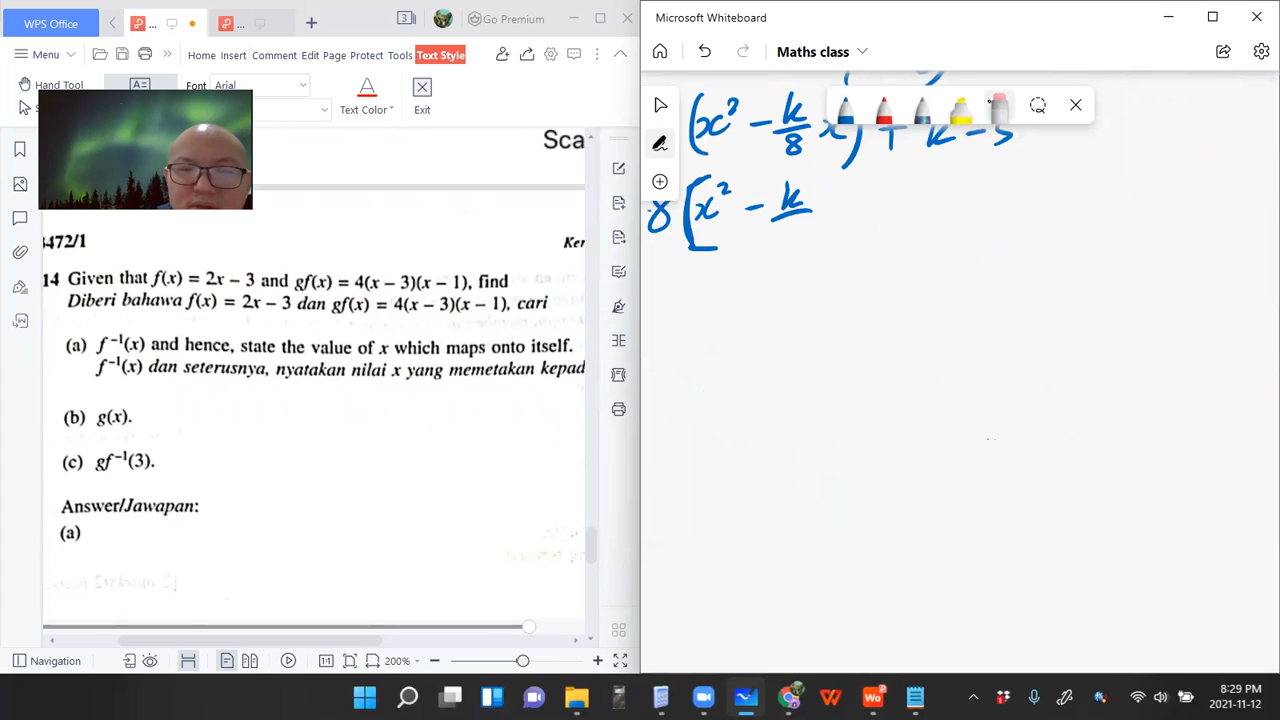 WPS Office
...
...
3
Go Premium
Menu
Home Insert Comment Edit Page Protect Tools Text Style
Hand Tool
Font Arial
Text Color
Exit
Sca
3472/1
Ker
14 Given that f(x) = 2x – 3 and gf(x) = 4(x – 3)(x – 1), find
Diberi bahawa f(x) = 2x – 3 dan gf(x) = 4(x – 3)(x – 1), cari
(a) f⁻¹(x) and hence, state the value of x which maps onto itself.
f⁻¹(x) dan seterusnya, nyatakan nilai x yang memetakan kepad
(b) g(x).
(c) gf⁻¹(3).
Answer/Jawapan:
(a)
Navigation
1:1
200%
Microsoft Whiteboard
Maths class
(x² – k/8 x) + k – 5
8[x² – k
8:29 PM
2021-11-12